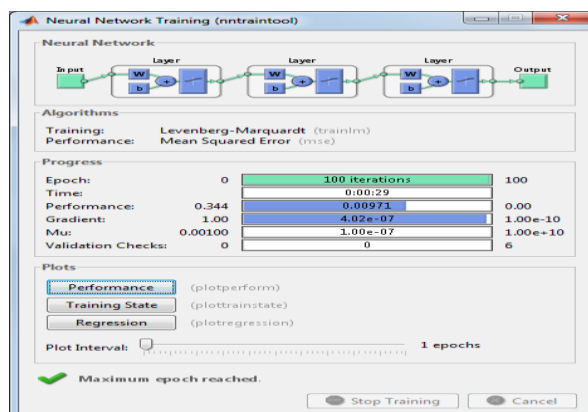 Neural Network Training (nntraintool)
Neural Network
Layer Layer Layer
Input W b + W b + W b + Output
Algorithms
Training: Levenberg-Marquardt (trainlm)
Performance: Mean Squared Error (mse)
Progress
Epoch: 0 100 iterations 100
Time: 0:00:29
Performance: 0.344 0.00971 0.00
Gradient: 1.00 4.02e-07 1.00e-10
Mu: 0.00100 1.00e-07 1.00e+10
Validation Checks: 0 0 6
Plots
Performance (plotperform)
Training State (plottrainstate)
Regression (plotregression)
Plot Interval: 1 epochs
Maximum epoch reached.
Stop Training Cancel